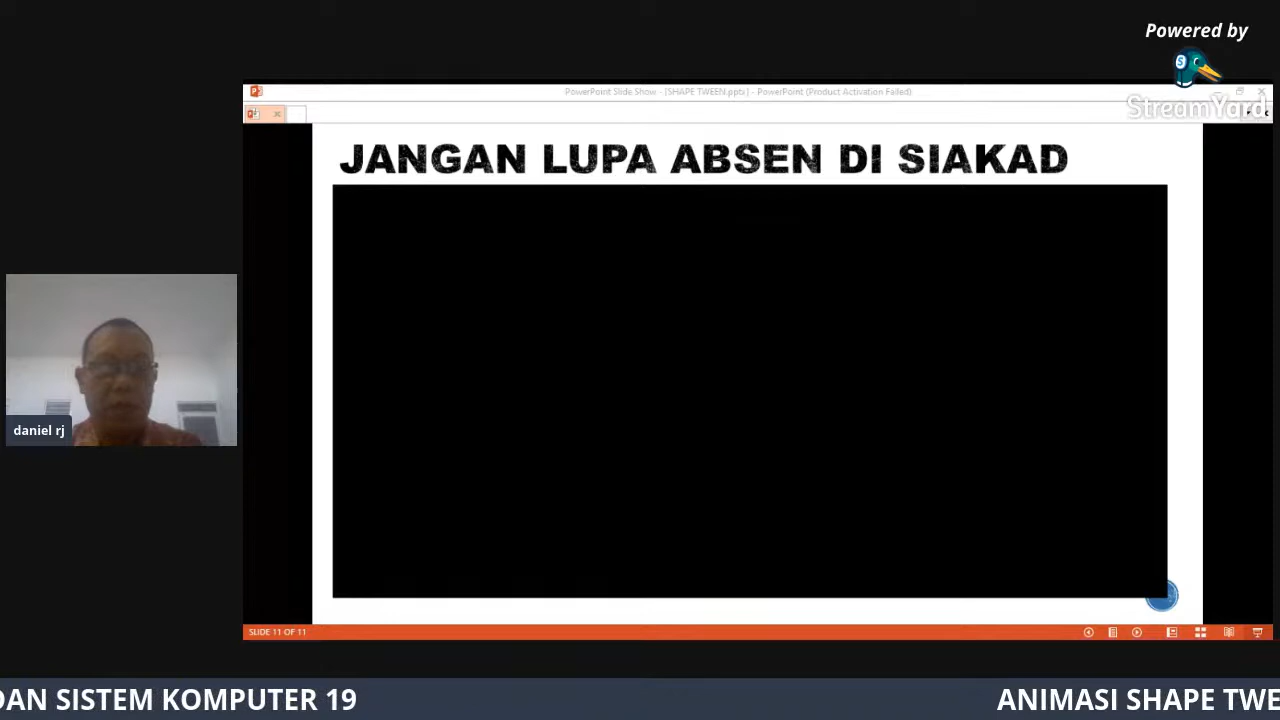 Powered by
StreamYard
PowerPoint Slide Show - [SHAPE TWEEN.pptx] - PowerPoint (Product Activation Failed)
JANGAN LUPA ABSEN DI SIAKAD
daniel rj
SLIDE 11 OF 11
DAN SISTEM KOMPUTER 19
ANIMASI SHAPE TWE